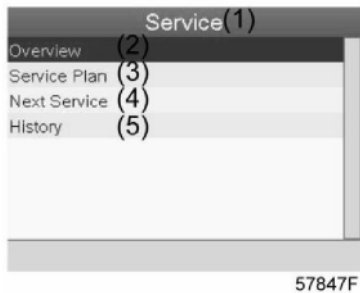 Service(1)
Overview (2)
Service Plan (3)
Next Service (4)
History (5)
57847F